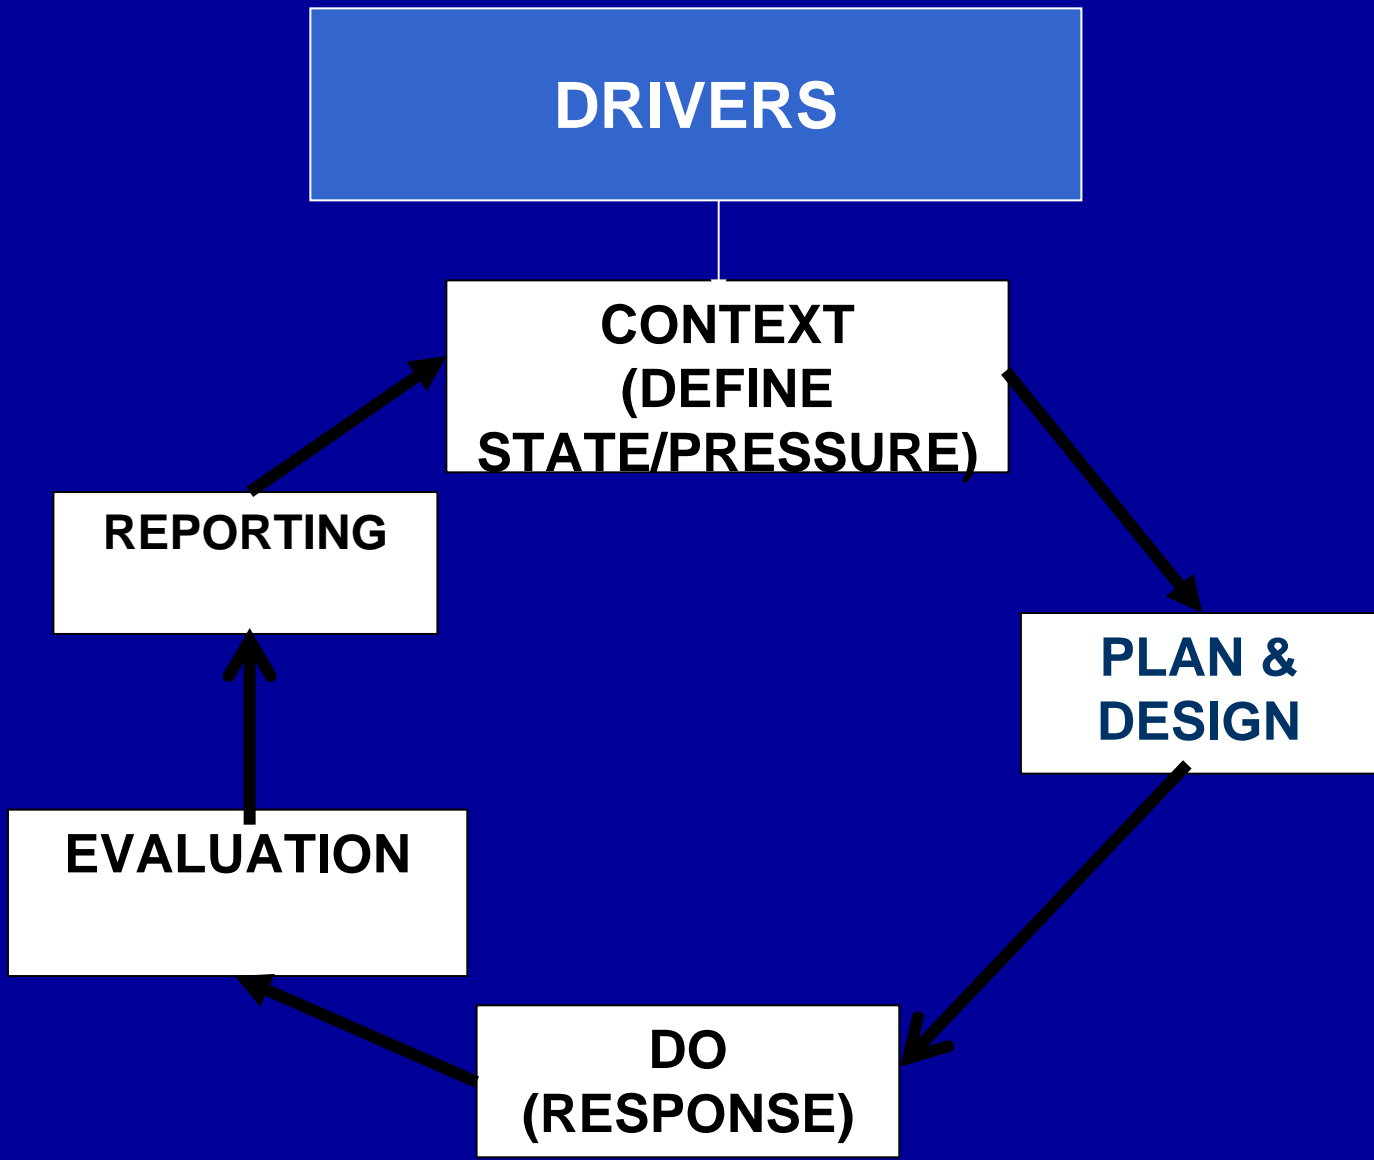 DRIVERS
CONTEXT
(DEFINE
STATE/PRESSURE)
REPORTING
PLAN &
DESIGN
EVALUATION
DO
(RESPONSE)